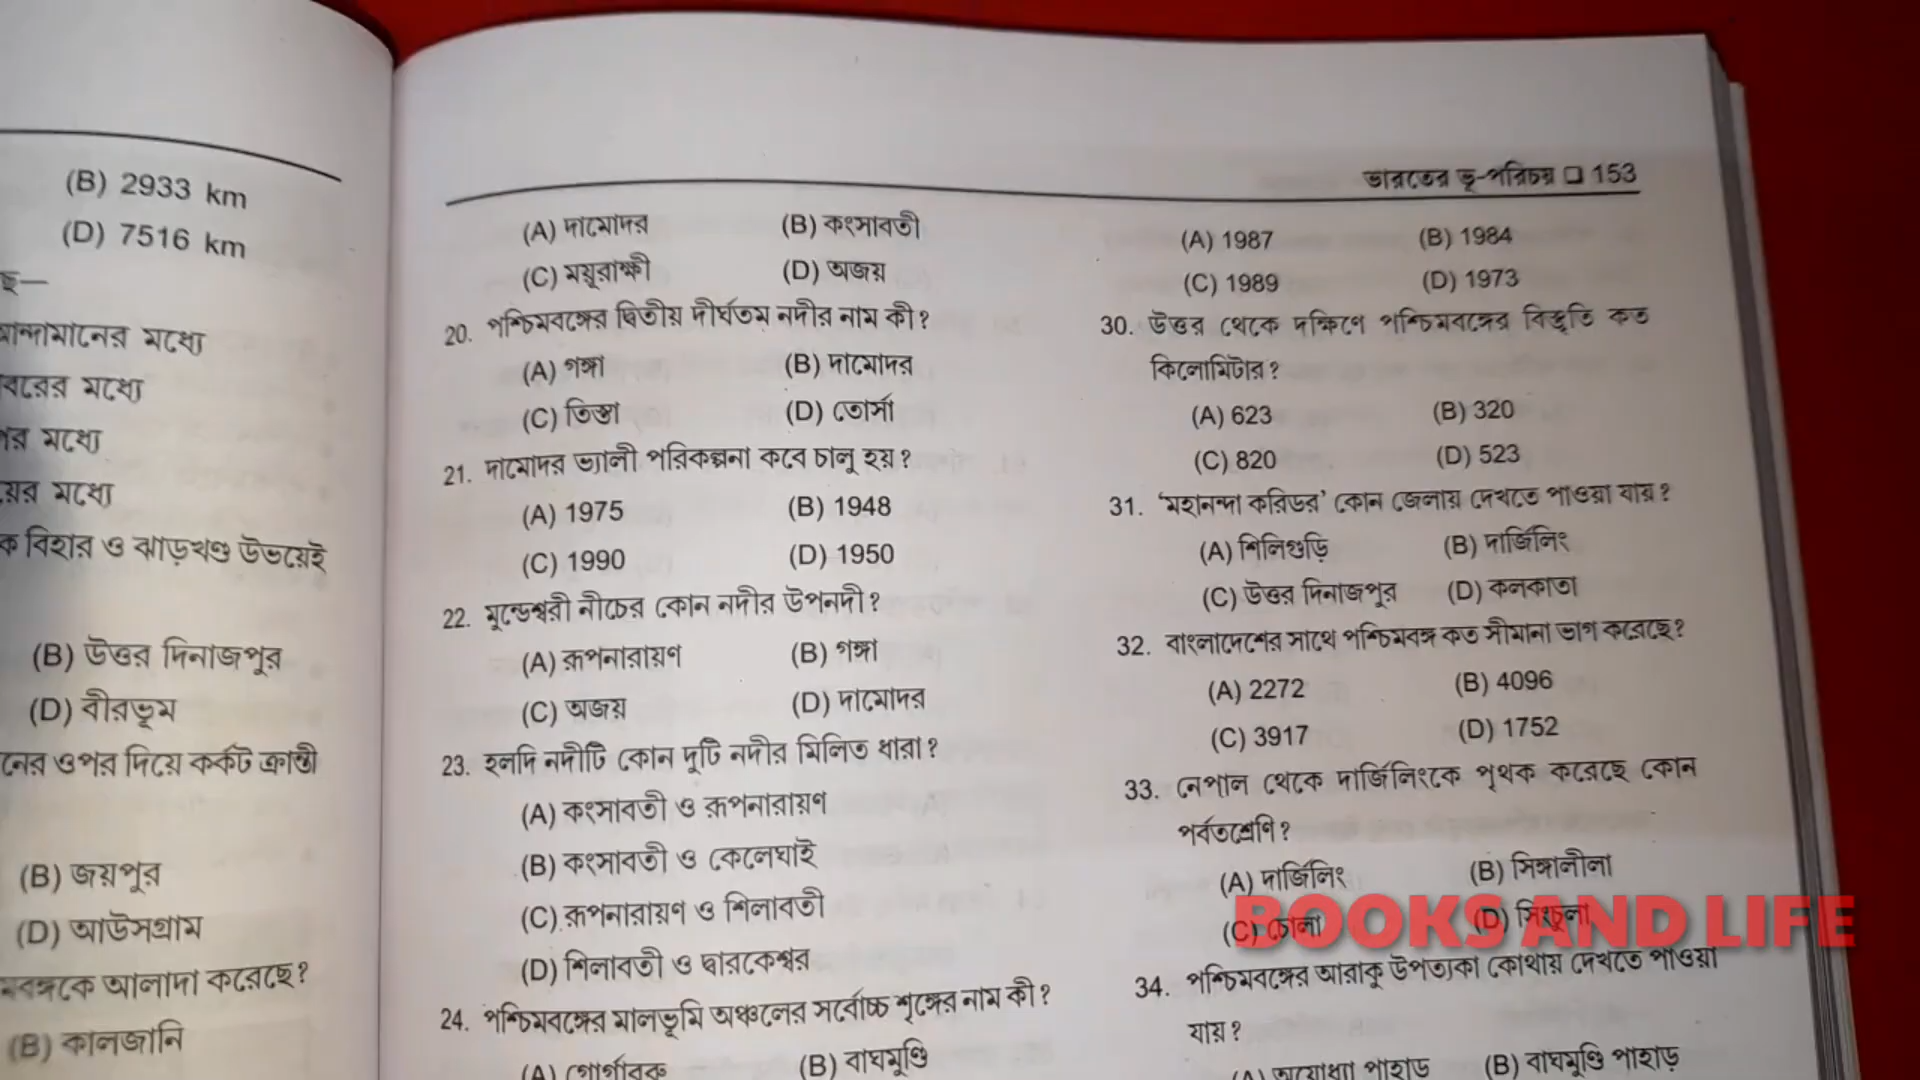 (B) 2933 km
(D) 7516 km
ছে—
আন্দামানের মধ্যে
বরের মধ্যে
র মধ্যে
য়ের মধ্যে
ক বিহার ও ঝাড়খণ্ড উভয়েই
(B) উত্তর দিনাজপুর
(D) বীরভূম
নের ওপর দিয়ে কর্কট ক্রান্তী
(B) জয়পুর
(D) আউসগ্রাম
মবঙ্গকে আলাদা করেছে?
(B) কালজানি
ভারতের ভূ-পরিচয় □ 153
(A) দামোদর (B) কংসাবতী
(C) ময়ূরাক্ষী (D) অজয়
20. পশ্চিমবঙ্গের দ্বিতীয় দীর্ঘতম নদীর নাম কী?
(A) গঙ্গা (B) দামোদর
(C) তিস্তা (D) তোর্সা
21. দামোদর ভ্যালী পরিকল্পনা কবে চালু হয়?
(A) 1975 (B) 1948
(C) 1990 (D) 1950
22. মুন্ডেশ্বরী নীচের কোন নদীর উপনদী?
(A) রূপনারায়ণ (B) গঙ্গা
(C) অজয় (D) দামোদর
23. হলদি নদীটি কোন দুটি নদীর মিলিত ধারা?
(A) কংসাবতী ও রূপনারায়ণ
(B) কংসাবতী ও কেলেঘাই
(C) রূপনারায়ণ ও শিলাবতী
(D) শিলাবতী ও দ্বারকেশ্বর
24. পশ্চিমবঙ্গের মালভূমি অঞ্চলের সর্বোচ্চ শৃঙ্গের নাম কী?
(A) গোর্গাবুরু (B) বাঘমুণ্ডি
(A) 1987 (B) 1984
(C) 1989 (D) 1973
30. উত্তর থেকে দক্ষিণে পশ্চিমবঙ্গের বিস্তৃতি কত
কিলোমিটার?
(A) 623 (B) 320
(C) 820 (D) 523
31. ‘মহানন্দা করিডর’ কোন জেলায় দেখতে পাওয়া যায়?
(A) শিলিগুড়ি (B) দার্জিলিং
(C) উত্তর দিনাজপুর (D) কলকাতা
32. বাংলাদেশের সাথে পশ্চিমবঙ্গ কত সীমানা ভাগ করেছে?
(A) 2272 (B) 4096
(C) 3917 (D) 1752
33. নেপাল থেকে দার্জিলিংকে পৃথক করেছে কোন
পর্বতশ্রেণি?
(A) দার্জিলিং (B) সিঙ্গালীলা
(C) চোলা (D) সিংচুলা
BOOKS AND LIFE
34. পশ্চিমবঙ্গের আরাকু উপত্যকা কোথায় দেখতে পাওয়া
যায়?
(A) অযোধ্যা পাহাড় (B) বাঘমুণ্ডি পাহাড়